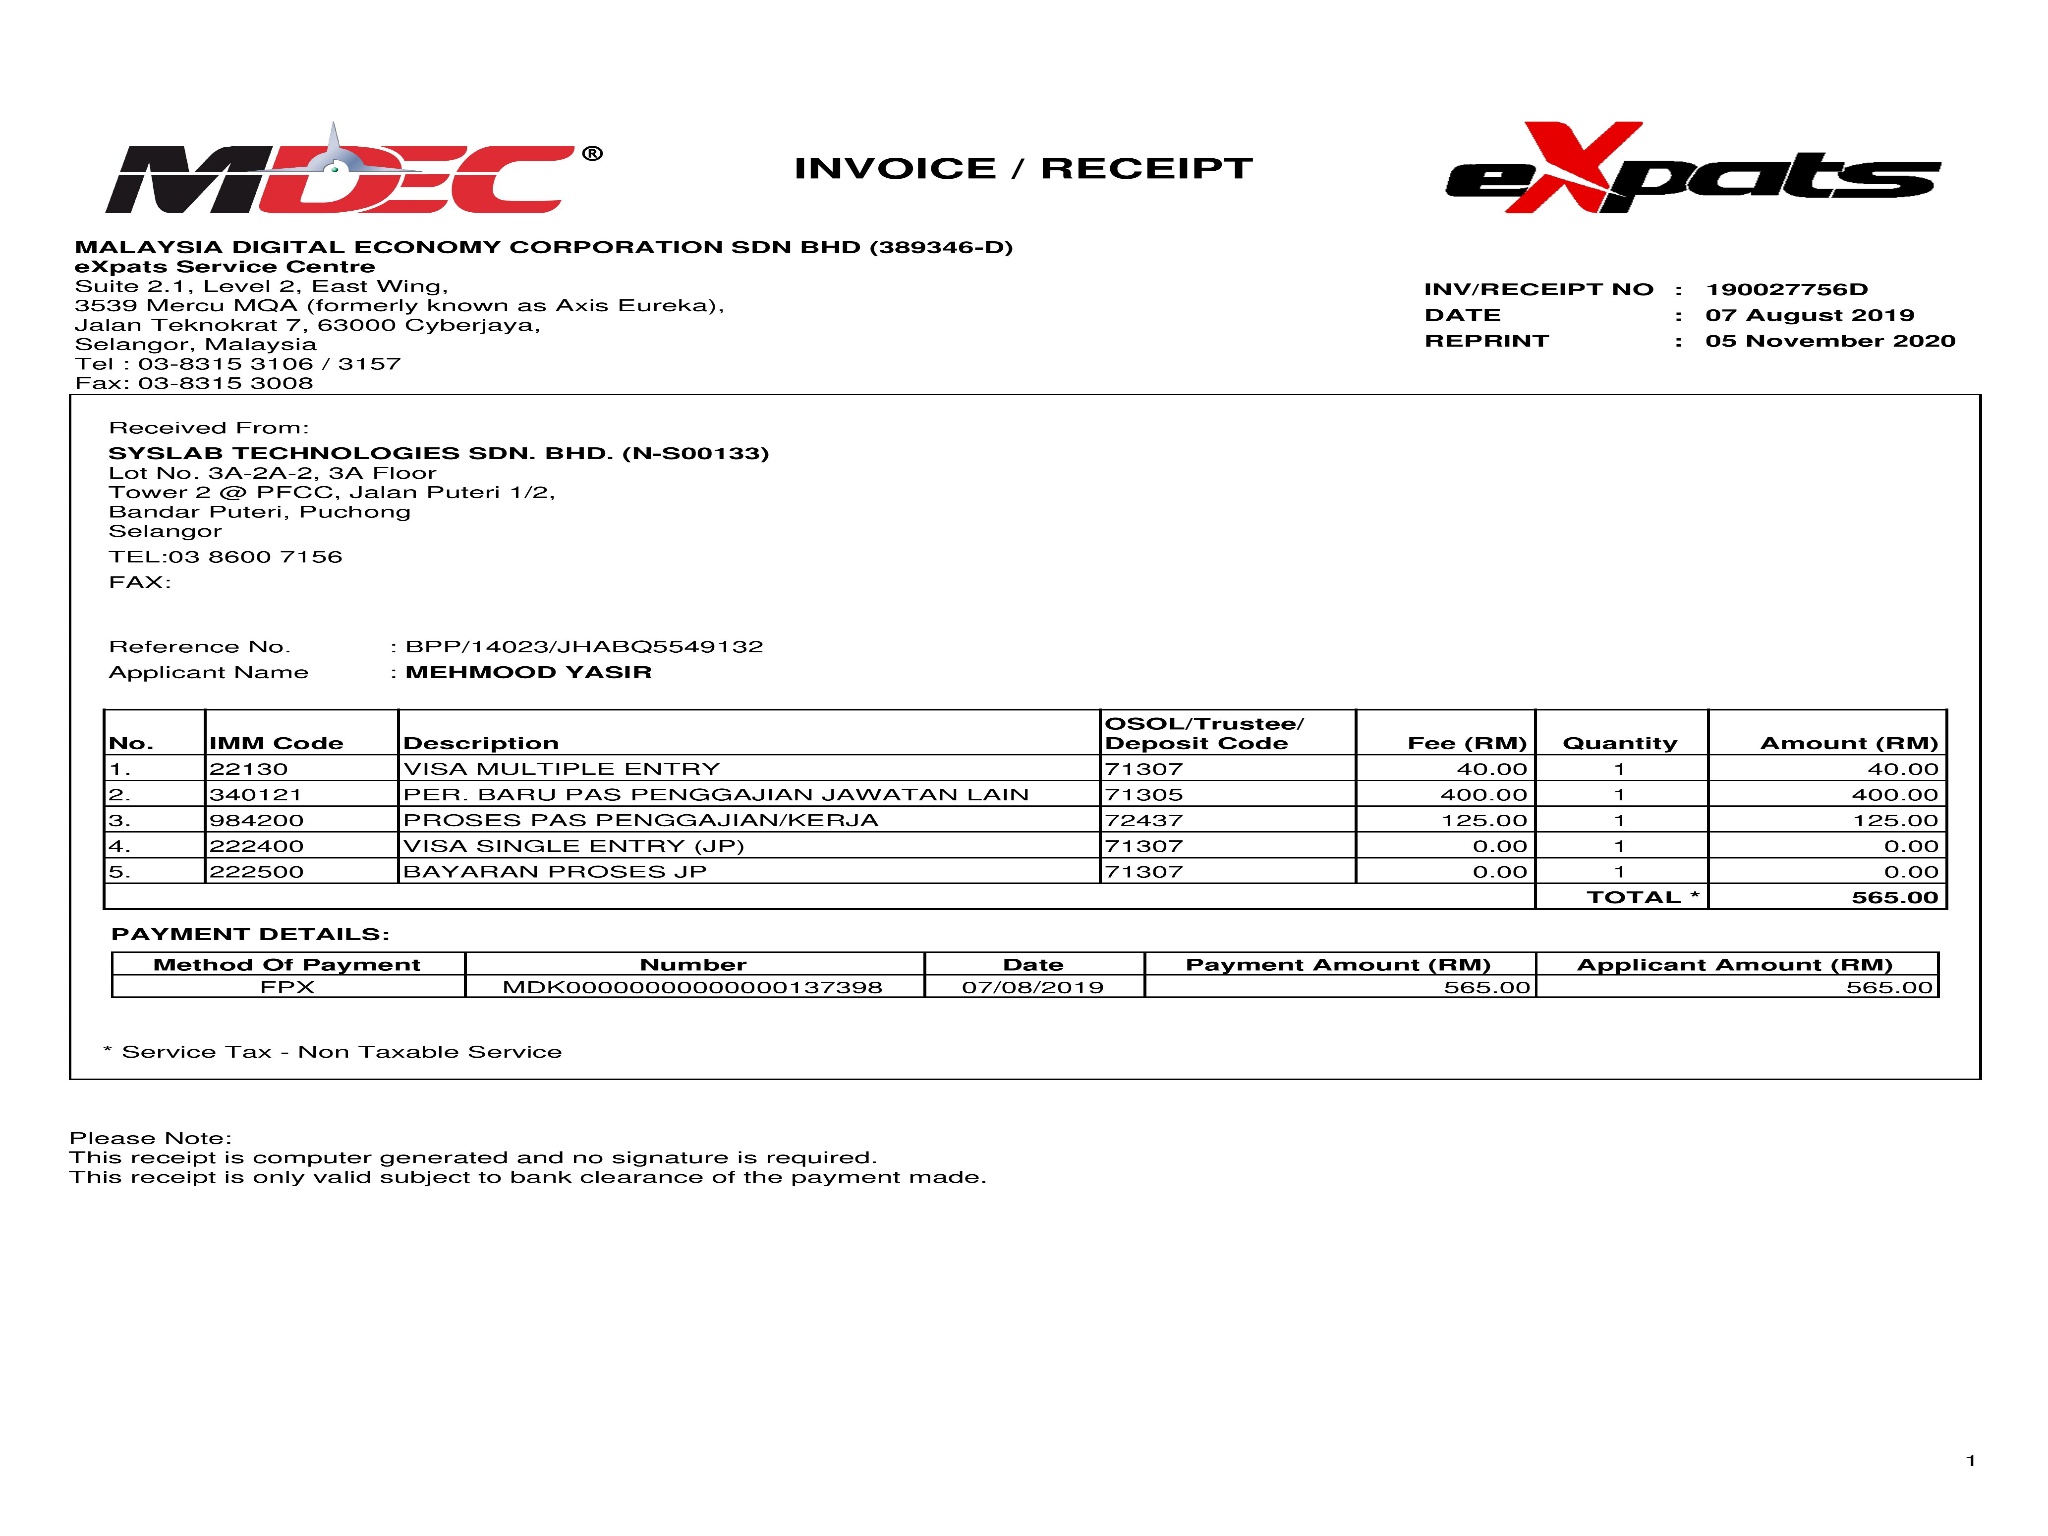 MDEC®
INVOICE / RECEIPT
eXpats
MALAYSIA DIGITAL ECONOMY CORPORATION SDN BHD (389346-D)
eXpats Service Centre
Suite 2.1, Level 2, East Wing,
3539 Mercu MQA (formerly known as Axis Eureka),
Jalan Teknokrat 7, 63000 Cyberjaya,
Selangor, Malaysia
Tel : 03-8315 3106 / 3157
Fax: 03-8315 3008
INV/RECEIPT NO : 190027756D
DATE : 07 August 2019
REPRINT : 05 November 2020
Received From:
SYSLAB TECHNOLOGIES SDN. BHD. (N-S00133)
Lot No. 3A-2A-2, 3A Floor
Tower 2 @ PFCC, Jalan Puteri 1/2,
Bandar Puteri, Puchong
Selangor
TEL:03 8600 7156
FAX:
Reference No. : BPP/14023/JHABQ5549132
Applicant Name : MEHMOOD YASIR
No. IMM Code Description OSOL/Trustee/ Deposit Code Fee (RM) Quantity Amount (RM)
1. 22130 VISA MULTIPLE ENTRY 71307 40.00 1 40.00
2. 340121 PER. BARU PAS PENGGAJIAN JAWATAN LAIN 71305 400.00 1 400.00
3. 984200 PROSES PAS PENGGAJIAN/KERJA 72437 125.00 1 125.00
4. 222400 VISA SINGLE ENTRY (JP) 71307 0.00 1 0.00
5. 222500 BAYARAN PROSES JP 71307 0.00 1 0.00
TOTAL * 565.00
PAYMENT DETAILS:
Method Of Payment Number Date Payment Amount (RM) Applicant Amount (RM)
FPX MDK00000000000000137398 07/08/2019 565.00 565.00
* Service Tax - Non Taxable Service
Please Note:
This receipt is computer generated and no signature is required.
This receipt is only valid subject to bank clearance of the payment made.
1